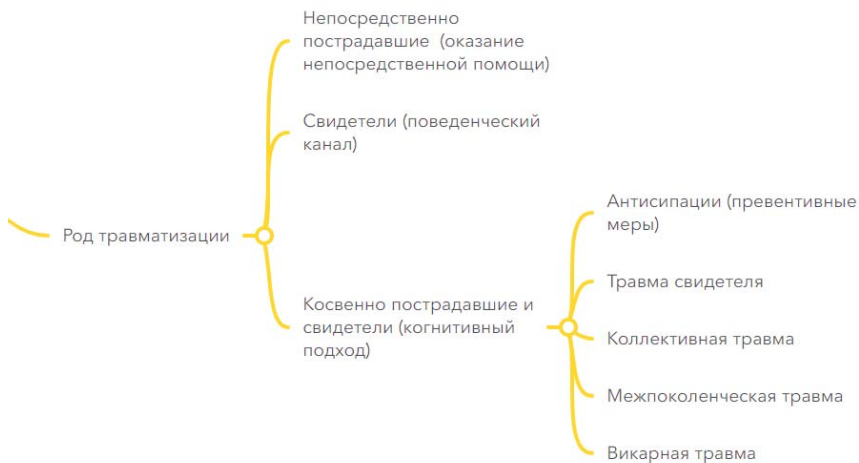 Непосредственно
пострадавшие (оказание
непосредственной помощи)
Свидетели (поведенческий
канал)
Род травматизации
Косвенно пострадавшие и
свидетели (когнитивный
подход)
Антисипации (превентивные
меры)
Травма свидетеля
Коллективная травма
Межпоколенческая травма
Викарная травма